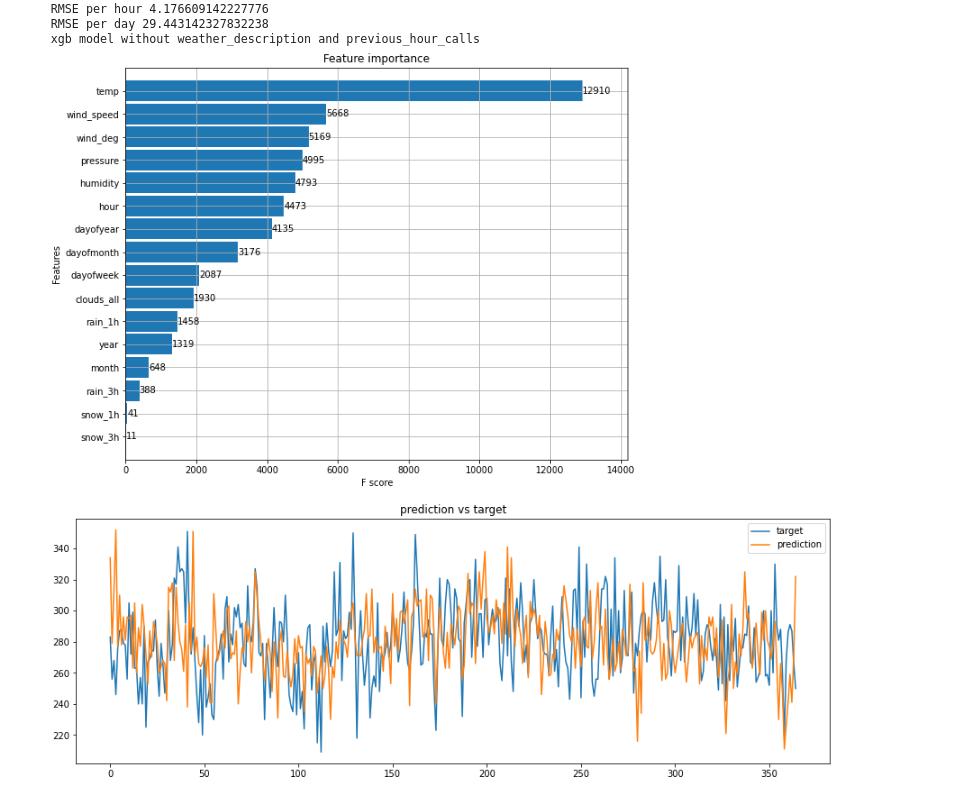 RMSE per hour 4.176609142227776
RMSE per day 29.443142327832238
xgb model without weather_description and previous_hour_calls
Feature importance
temp 12910
wind_speed 5668
wind_deg 5169
pressure 4995
humidity 4793
hour 4473
dayofyear 4135
dayofmonth 3176
dayofweek 2087
clouds_all 1930
rain_1h 1458
year 1319
month 648
rain_3h 388
snow_1h 41
snow_3h 11
Features
0 2000 4000 6000 8000 10000 12000 14000
F score
prediction vs target
target
prediction
340
320
300
280
260
240
220
0 50 100 150 200 250 300 350